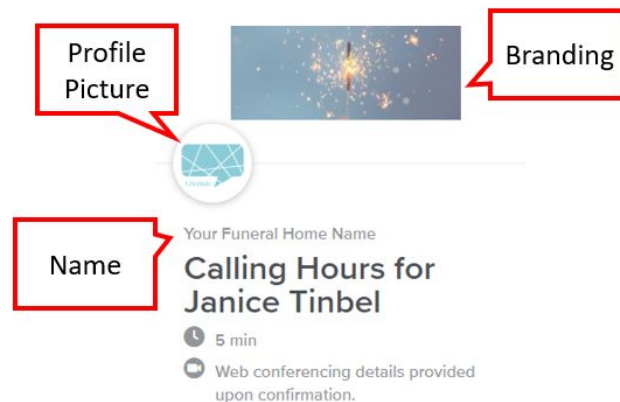 Profile
Picture
Branding
Name
Your Funeral Home Name
Calling Hours for
Janice Tinbel
5 min
Web conferencing details provided
upon confirmation.